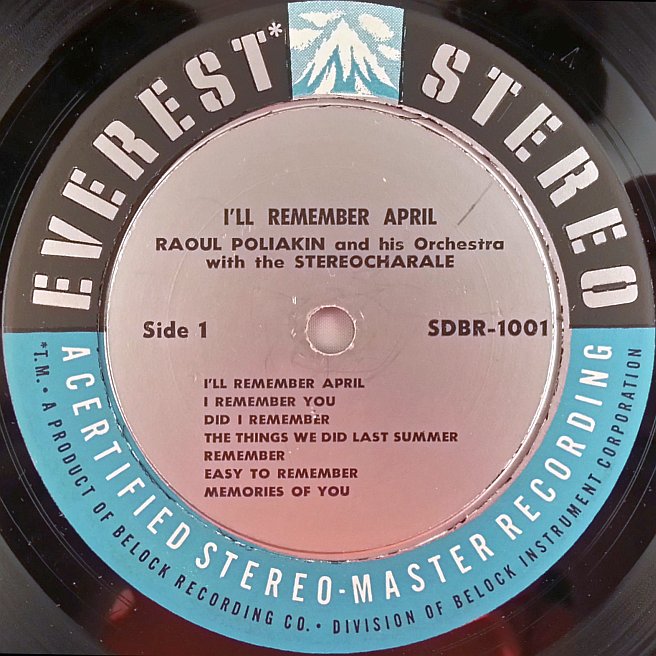 EVEREST* STEREO
I'LL REMEMBER APRIL
RAOUL POLIAKIN and his Orchestra
with the STEREOCHARALE
Side 1
SDBR-1001
I'LL REMEMBER APRIL
I REMEMBER YOU
DID I REMEMBER
THE THINGS WE DID LAST SUMMER
REMEMBER
EASY TO REMEMBER
MEMORIES OF YOU
A CERTIFIED STEREO-MASTER RECORDING
*T.M. • A PRODUCT OF BELOCK RECORDING CO. • DIVISION OF BELOCK INSTRUMENT CORPORATION